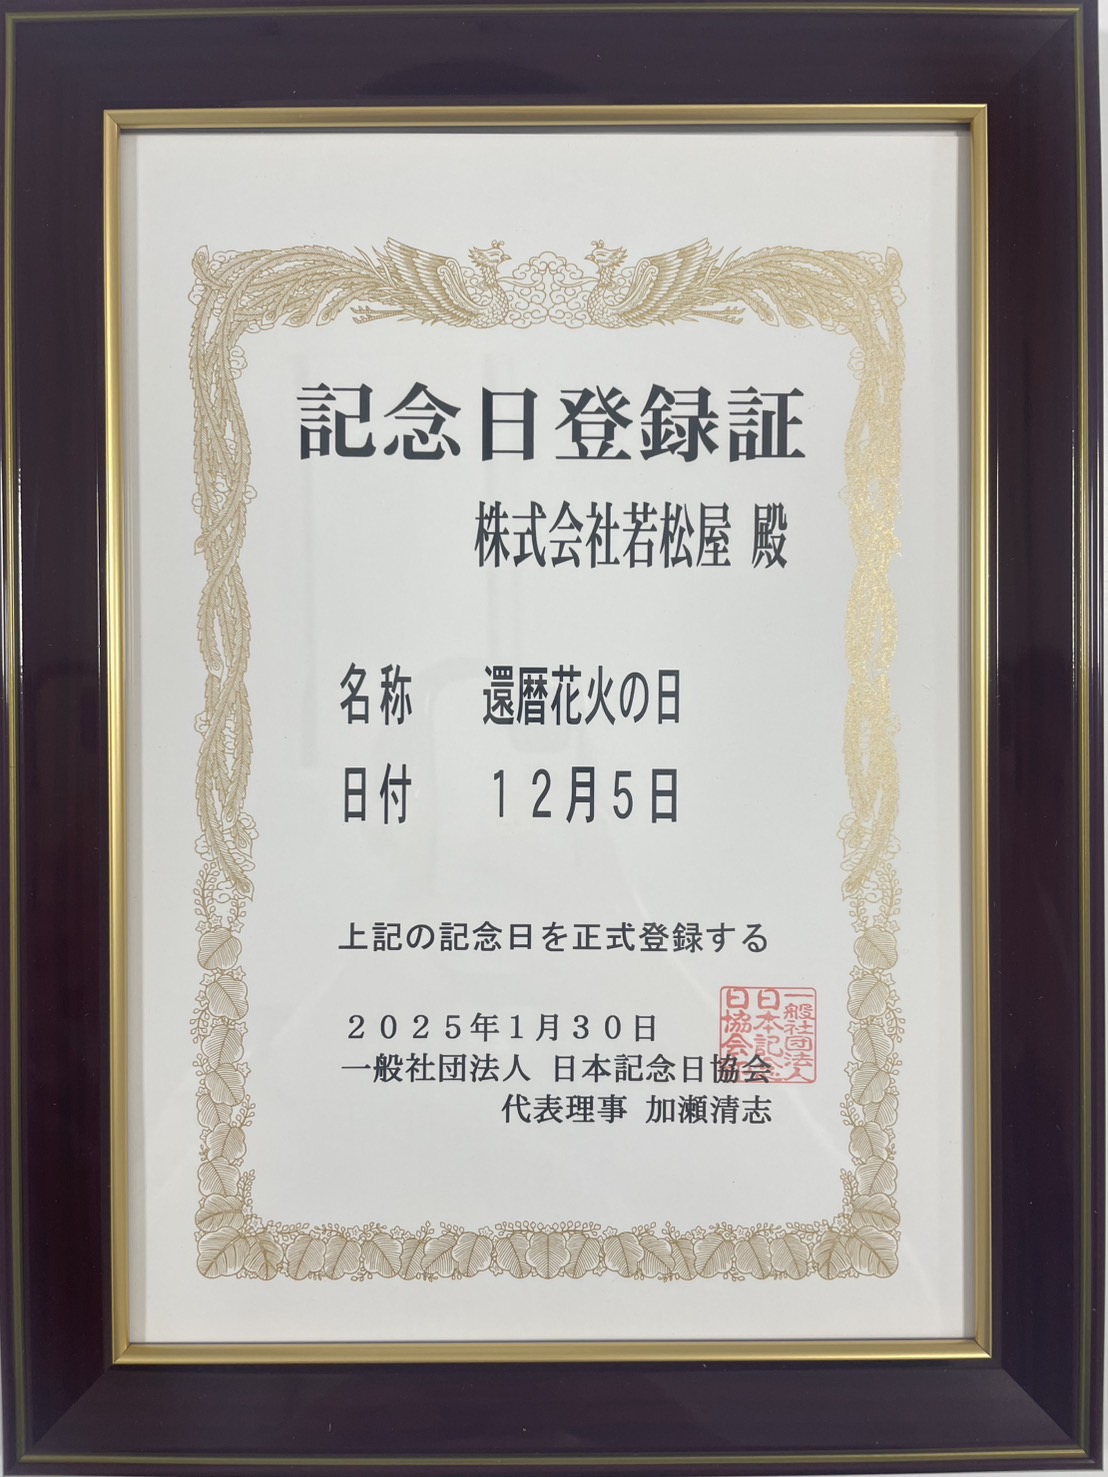 記念日登録証
株式会社若松屋 殿
名称 還暦花火の日
日付 １２月５日
上記の記念日を正式登録する
２０２５年１月３０日
一般社団法人 日本記念日協会
代表理事 加瀬清志
一般社団法人
日本記念
日協会